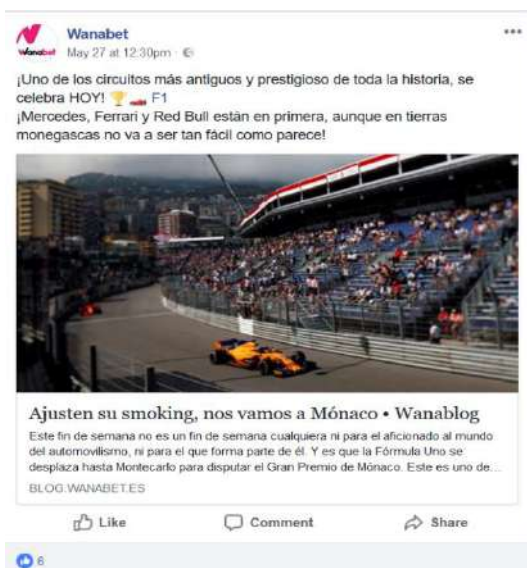 Wanabet
Wanabet
May 27 at 12:30pm
¡Uno de los circuitos más antiguos y prestigioso de toda la historia, se
celebra HOY! 🏆 🏎️ F1
¡Mercedes, Ferrari y Red Bull están en primera, aunque en tierras
monegascas no va a ser tan fácil como parece!
Ajusten su smoking, nos vamos a Mónaco • Wanablog
Este fin de semana no es un fin de semana cualquiera ni para el aficionado al mundo
del automovilismo, ni para el que forma parte de él. Y es que la Fórmula Uno se
desplaza hasta Montecarlo para disputar el Gran Premio de Mónaco. Este es uno de...
BLOG.WANABET.ES
Like Comment Share
6